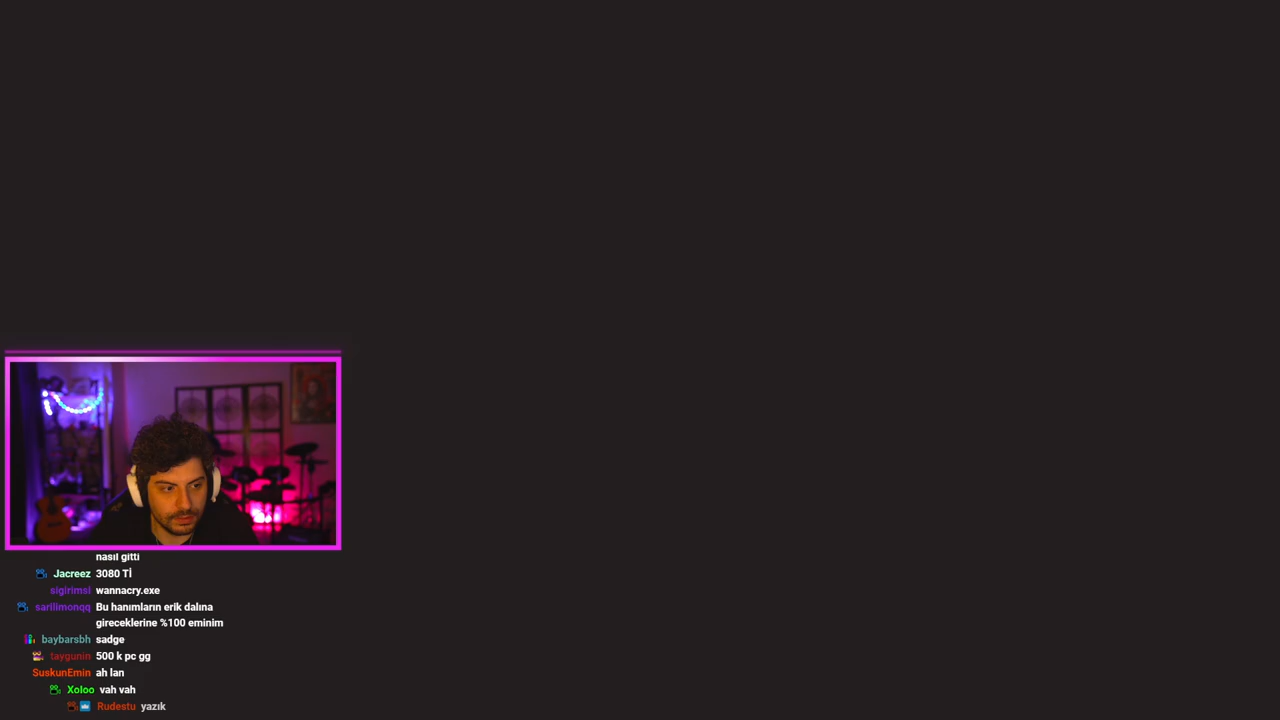 nasıl gitti
Jacreez 3080 Tİ
sigirimsi wannacry.exe
sarilimonqq Bu hanımların erik dalına
gireceklerine %100 eminim
baybarsbh sadge
taygunin 500 k pc gg
SuskunEmin ah lan
Xoloo vah vah
Rudestu yazık